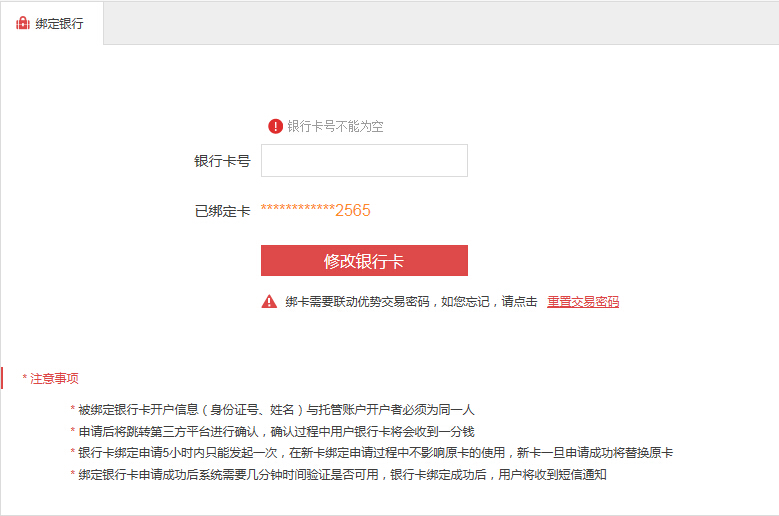 绑定银行
银行卡号不能为空
银行卡号
已绑定卡 ************2565
修改银行卡
绑卡需要联动优势交易密码，如您忘记，请点击 重置交易密码
* 注意事项
* 被绑定银行卡开户信息（身份证号、姓名）与托管账户开户者必须为同一人
* 申请后将跳转第三方平台进行确认，确认过程中用户银行卡将会收到一分钱
* 银行卡绑定申请5小时内只能发起一次，在新卡绑定申请过程中不影响原卡的使用，新卡一旦申请成功将替换原卡
* 绑定银行卡申请成功后系统需要几分钟时间验证是否可用，银行卡绑定成功后，用户将收到短信通知